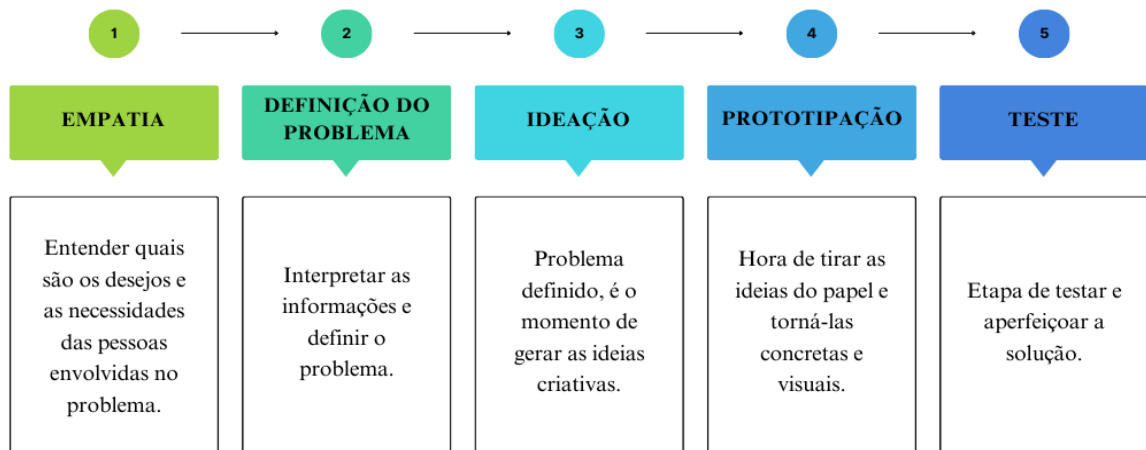 1
2
3
4
5
EMPATIA
DEFINIÇÃO DO
PROBLEMA
IDEAÇÃO
PROTOTIPAÇÃO
TESTE
Entender quais
são os desejos e
as necessidades
das pessoas
envolvidas no
problema.
Interpretar as
informações e
definir o
problema.
Problema
definido, é o
momento de
gerar as ideias
criativas.
Hora de tirar as
ideias do papel e
torná-las
concretas e
visuais.
Etapa de testar e
aperfeiçoar a
solução.